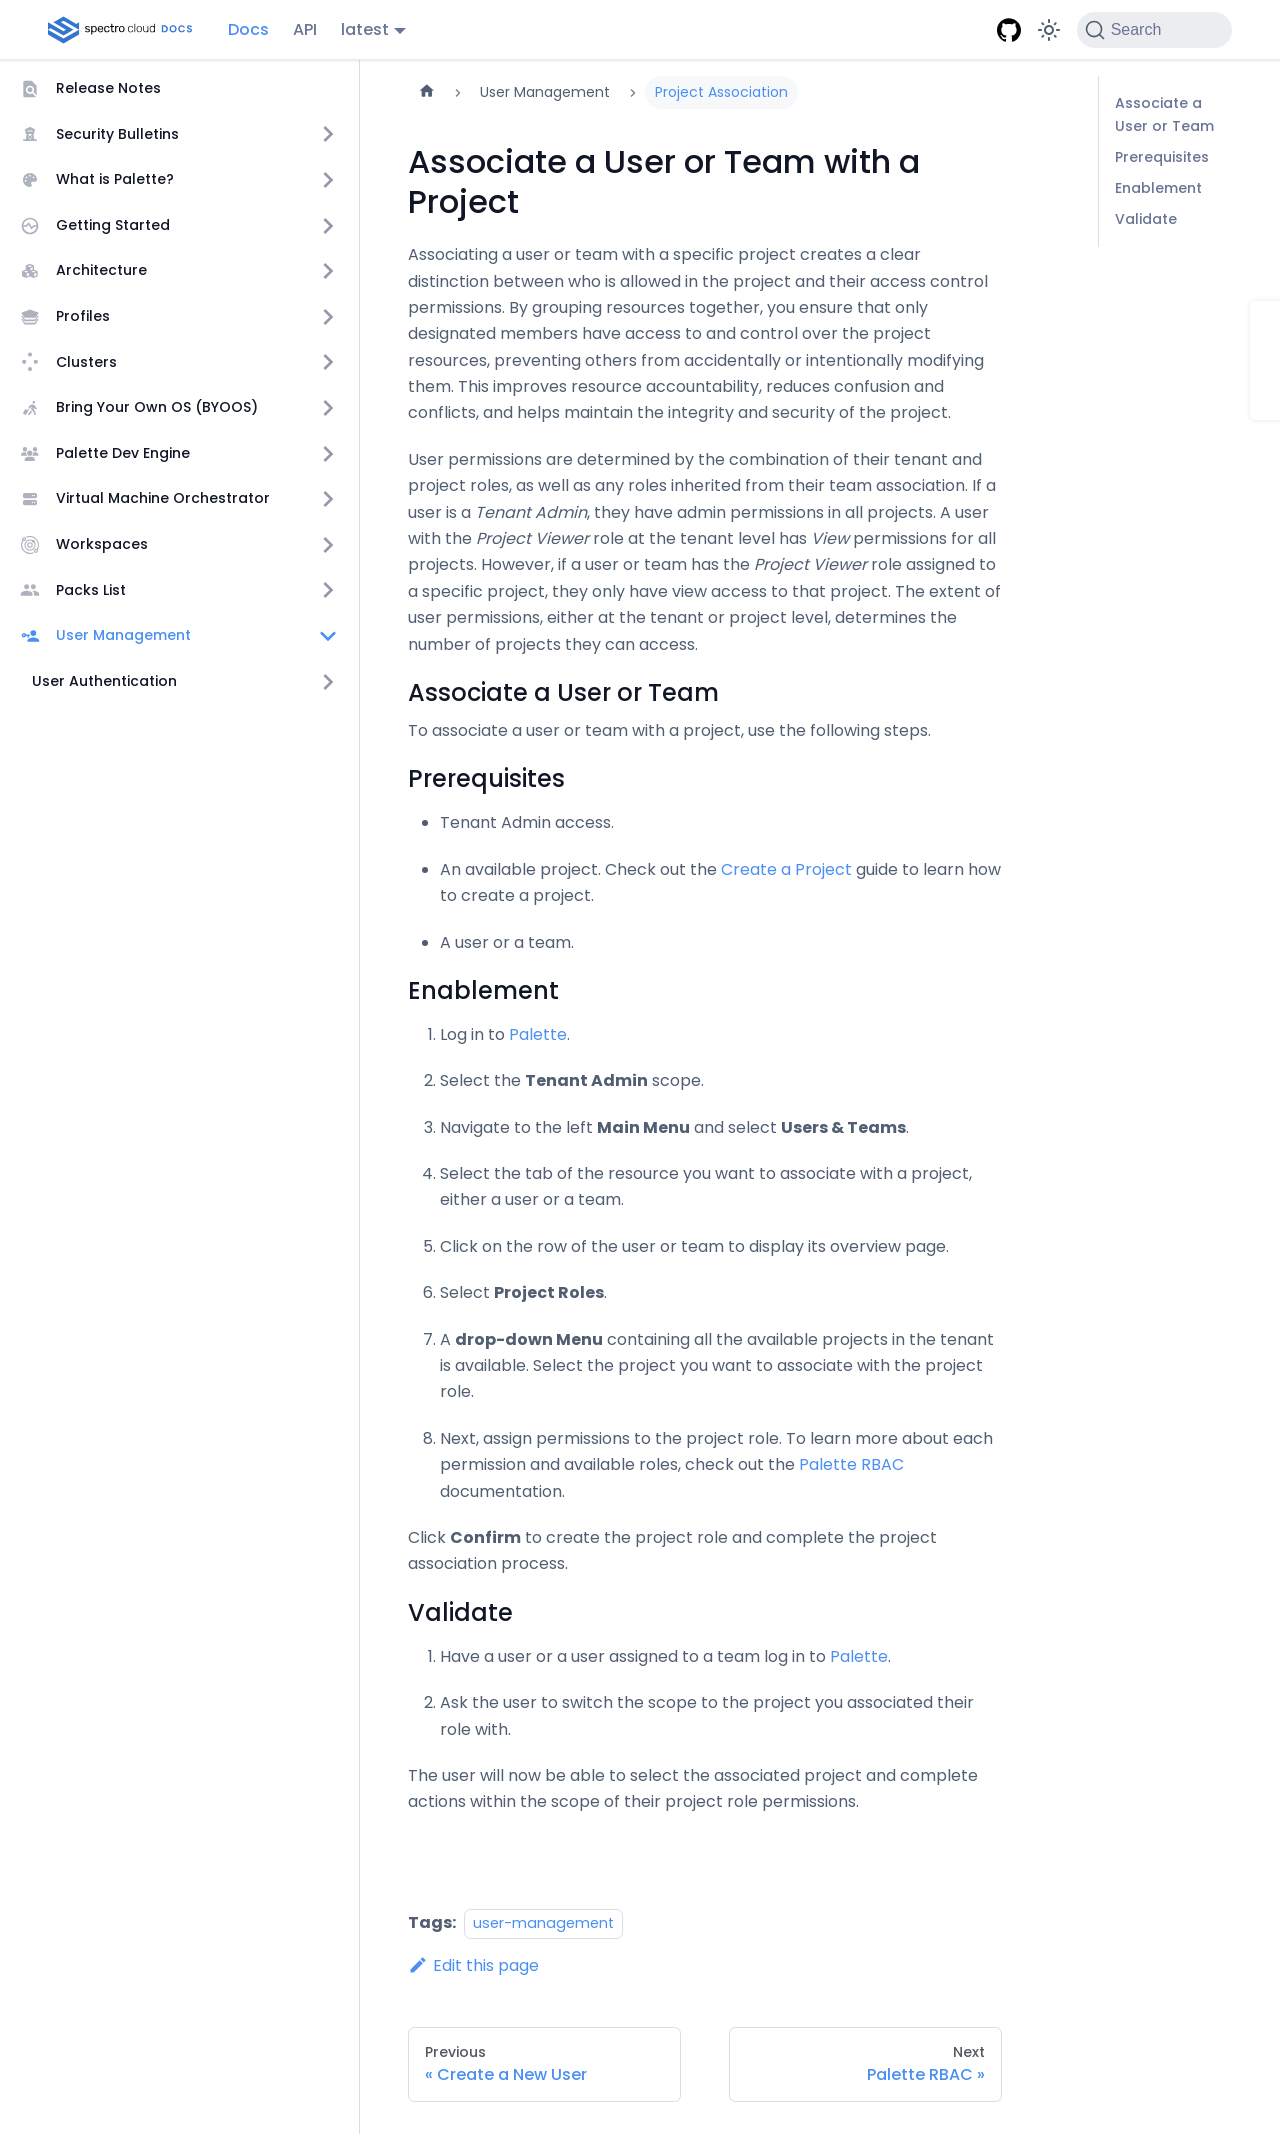 spectro cloud DOCS Docs API latest Search
Release Notes
Security Bulletins
What is Palette?
Getting Started
Architecture
Profiles
Clusters
Bring Your Own OS (BYOOS)
Palette Dev Engine
Virtual Machine Orchestrator
Workspaces
Packs List
User Management
User Authentication
User Management Project Association
Associate a User or Team with a
Project
Associating a user or team with a specific project creates a clear
distinction between who is allowed in the project and their access control
permissions. By grouping resources together, you ensure that only
designated members have access to and control over the project
resources, preventing others from accidentally or intentionally modifying
them. This improves resource accountability, reduces confusion and
conflicts, and helps maintain the integrity and security of the project.
User permissions are determined by the combination of their tenant and
project roles, as well as any roles inherited from their team association. If a
user is a Tenant Admin, they have admin permissions in all projects. A user
with the Project Viewer role at the tenant level has View permissions for all
projects. However, if a user or team has the Project Viewer role assigned to
a specific project, they only have view access to that project. The extent of
user permissions, either at the tenant or project level, determines the
number of projects they can access.
Associate a User or Team
To associate a user or team with a project, use the following steps.
Prerequisites
• Tenant Admin access.
• An available project. Check out the Create a Project guide to learn how
to create a project.
• A user or a team.
Enablement
1. Log in to Palette.
2. Select the Tenant Admin scope.
3. Navigate to the left Main Menu and select Users & Teams.
4. Select the tab of the resource you want to associate with a project,
either a user or a team.
5. Click on the row of the user or team to display its overview page.
6. Select Project Roles.
7. A drop-down Menu containing all the available projects in the tenant
is available. Select the project you want to associate with the project
role.
8. Next, assign permissions to the project role. To learn more about each
permission and available roles, check out the Palette RBAC
documentation.
Click Confirm to create the project role and complete the project
association process.
Validate
1. Have a user or a user assigned to a team log in to Palette.
2. Ask the user to switch the scope to the project you associated their
role with.
The user will now be able to select the associated project and complete
actions within the scope of their project role permissions.
Tags: user-management
Edit this page
Previous
« Create a New User
Next
Palette RBAC »
Associate a
User or Team
Prerequisites
Enablement
Validate